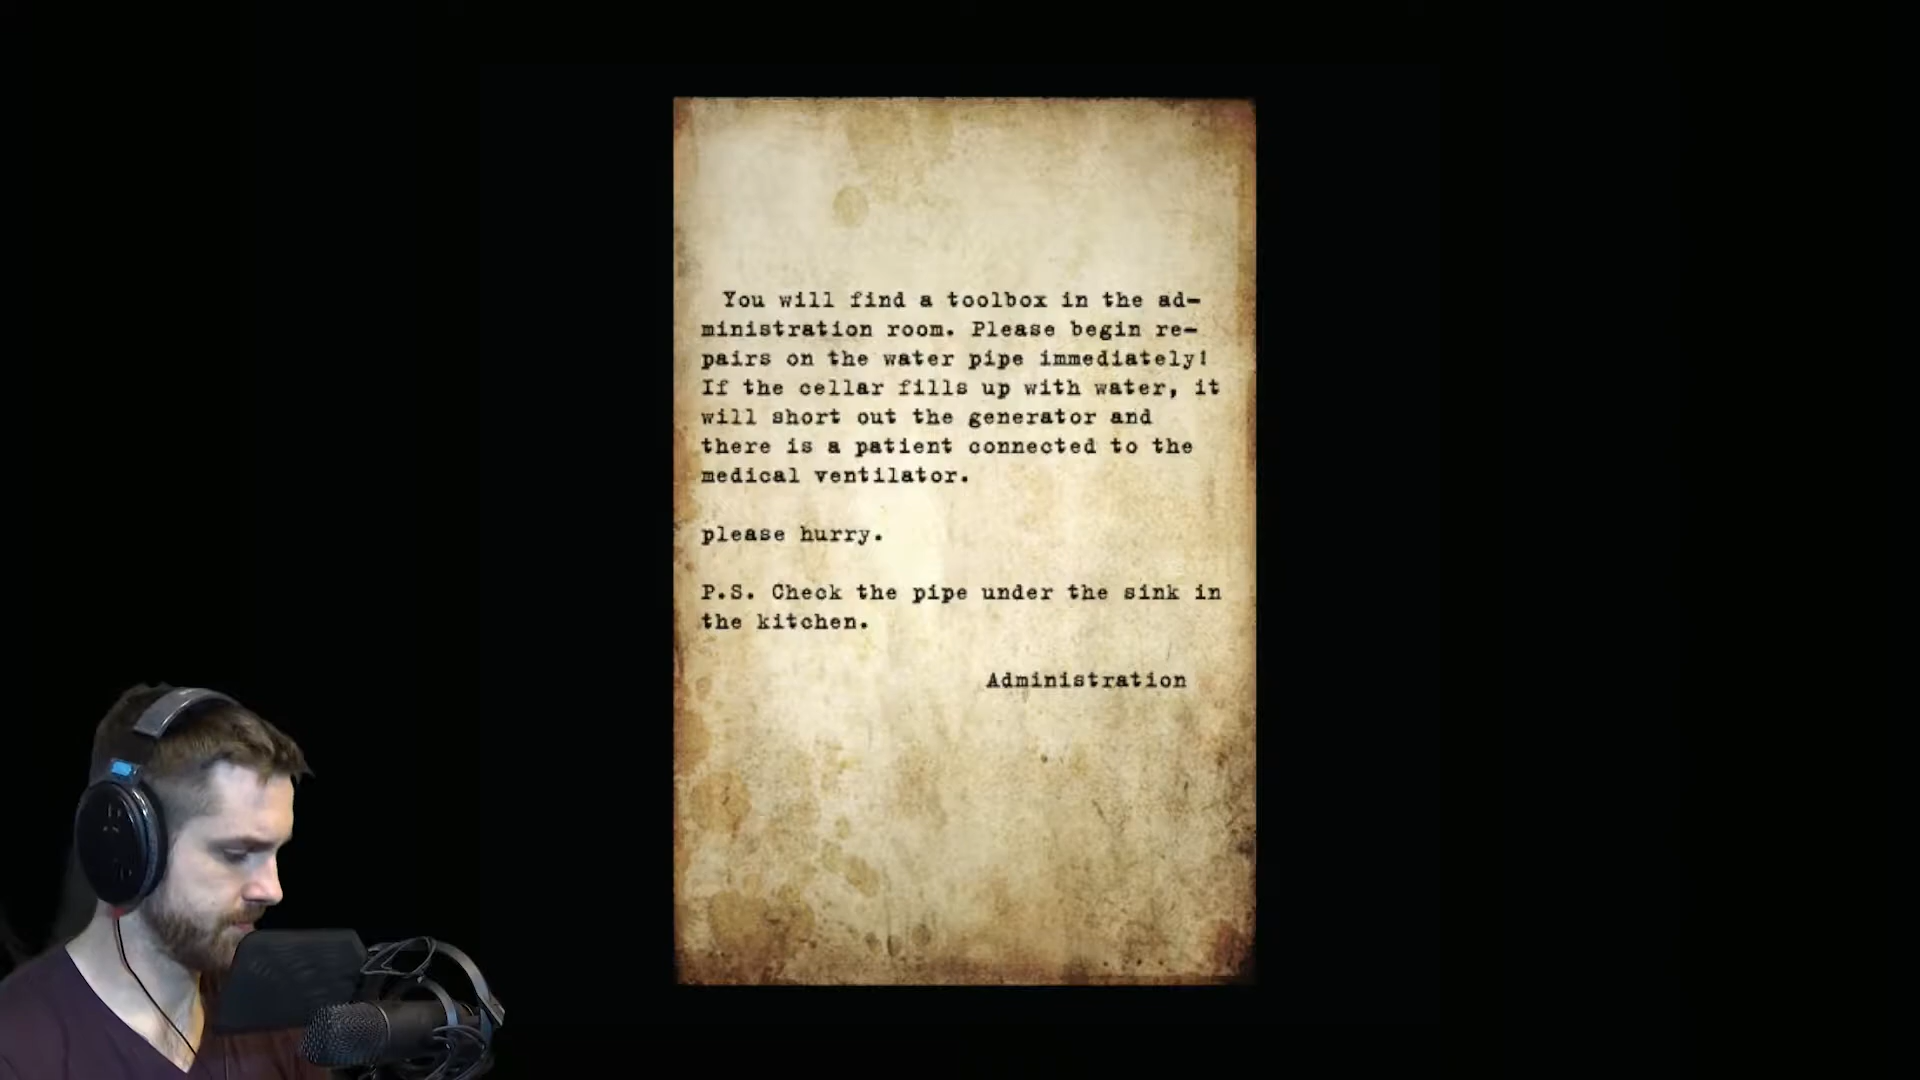 You will find a toolbox in the ad-
ministration room. Please begin re-
pairs on the water pipe immediately!
If the cellar fills up with water, it
will short out the generator and
there is a patient connected to the
medical ventilator.
please hurry.
P.S. Check the pipe under the sink in
the kitchen.
Administration